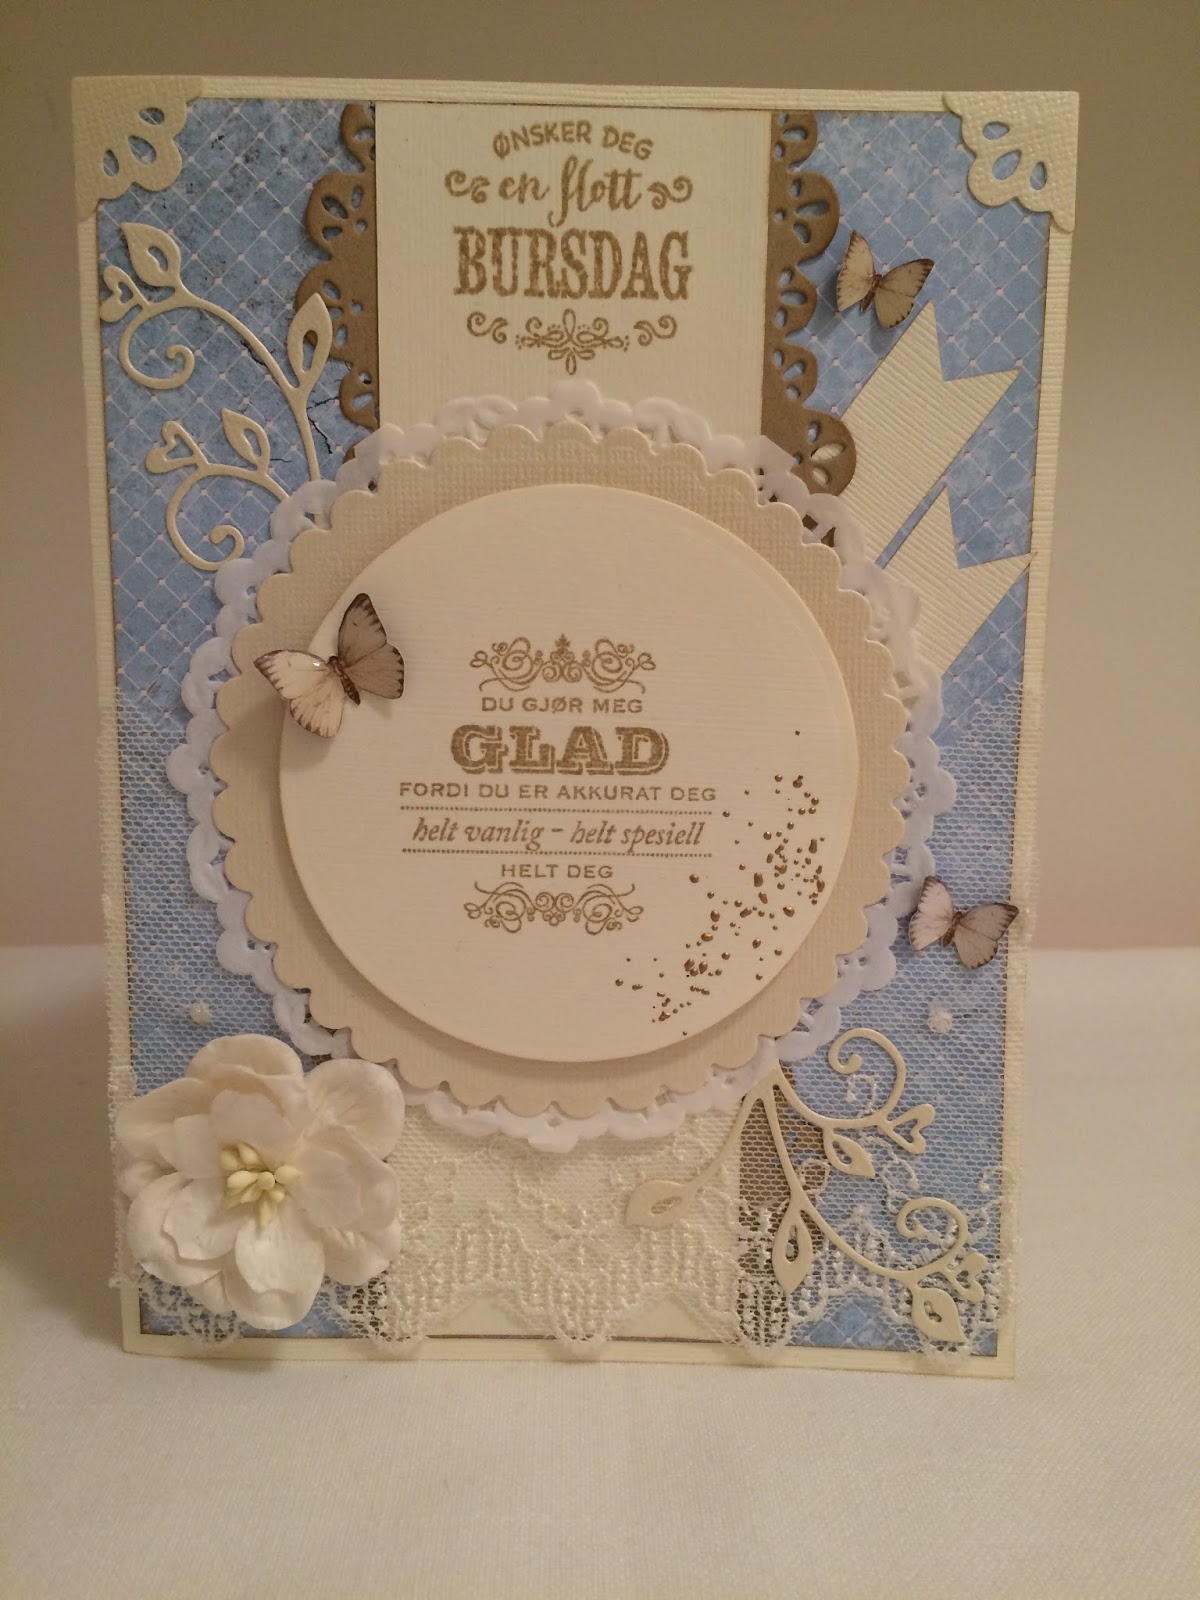 ØNSKER DEG
en flott
BURSDAG
DU GJØR MEG
GLAD
FORDI DU ER AKKURAT DEG
helt vanlig – helt spesiell
HELT DEG